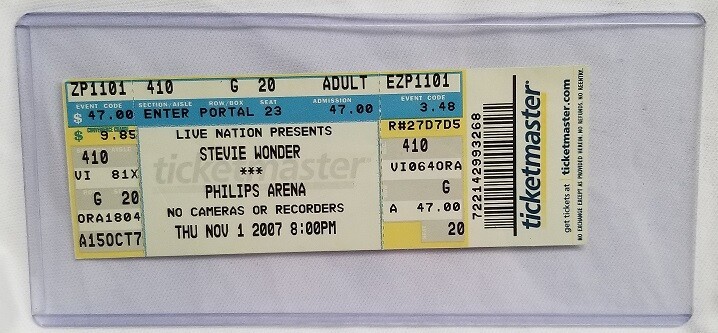 ZP1101 410 G 20 ADULT EZP1101
EVENT CODE SECTION/AISLE ROW/BOX SEAT ADMISSION EVENT CODE
$ 47.00 ENTER PORTAL 23 47.00 $ 3.48
$ 9.85 LIVE NATION PRESENTS R#27D7D5
410 STEVIE WONDER 410
VI 81X *** VI064ORA
G 20 PHILIPS ARENA G
ORA1804 NO CAMERAS OR RECORDERS A 47.00
A15OCT7 THU NOV 1 2007 8:00PM 20
ticketmaster
722142993268
ticketmaster®
get tickets at ticketmaster.com
NO EXCHANGE EXCEPT AS PROVIDED HEREIN. NO REFUNDS. NO REENTRY.